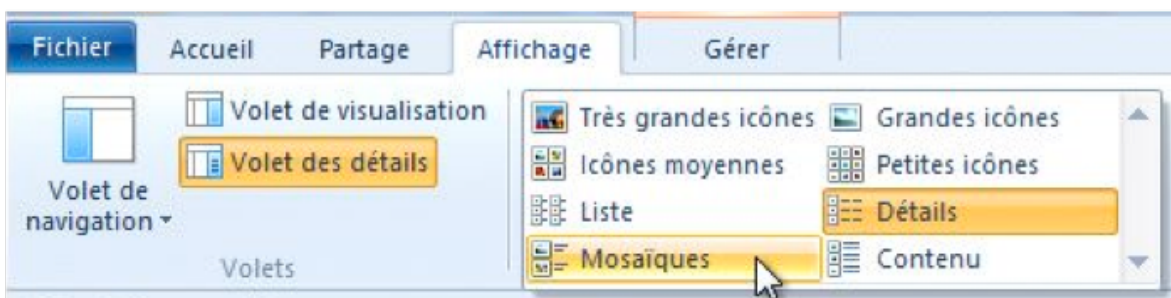 Fichier Accueil Partage Affichage Gérer
Volet de visualisation
Volet des détails
Volet de
navigation
Volets
Très grandes icônes Grandes icônes
Icônes moyennes Petites icônes
Liste Détails
Mosaïques Contenu